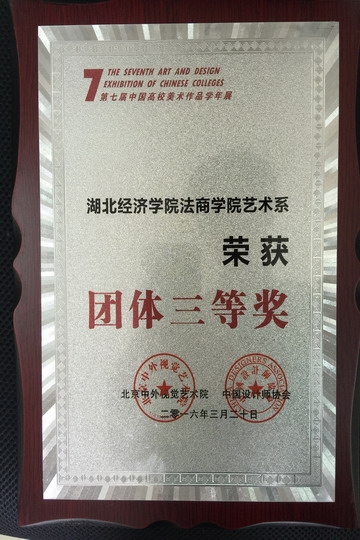 7
THE SEVENTH ART AND DESIGN
EXHIBITION OF CHINESE COLLEGES
第七届中国高校美术作品学年展
湖北经济学院法商学院艺术系
荣获
团体三等奖
北京中外视觉艺术院 中国设计师协会
二零一六年三月二十日